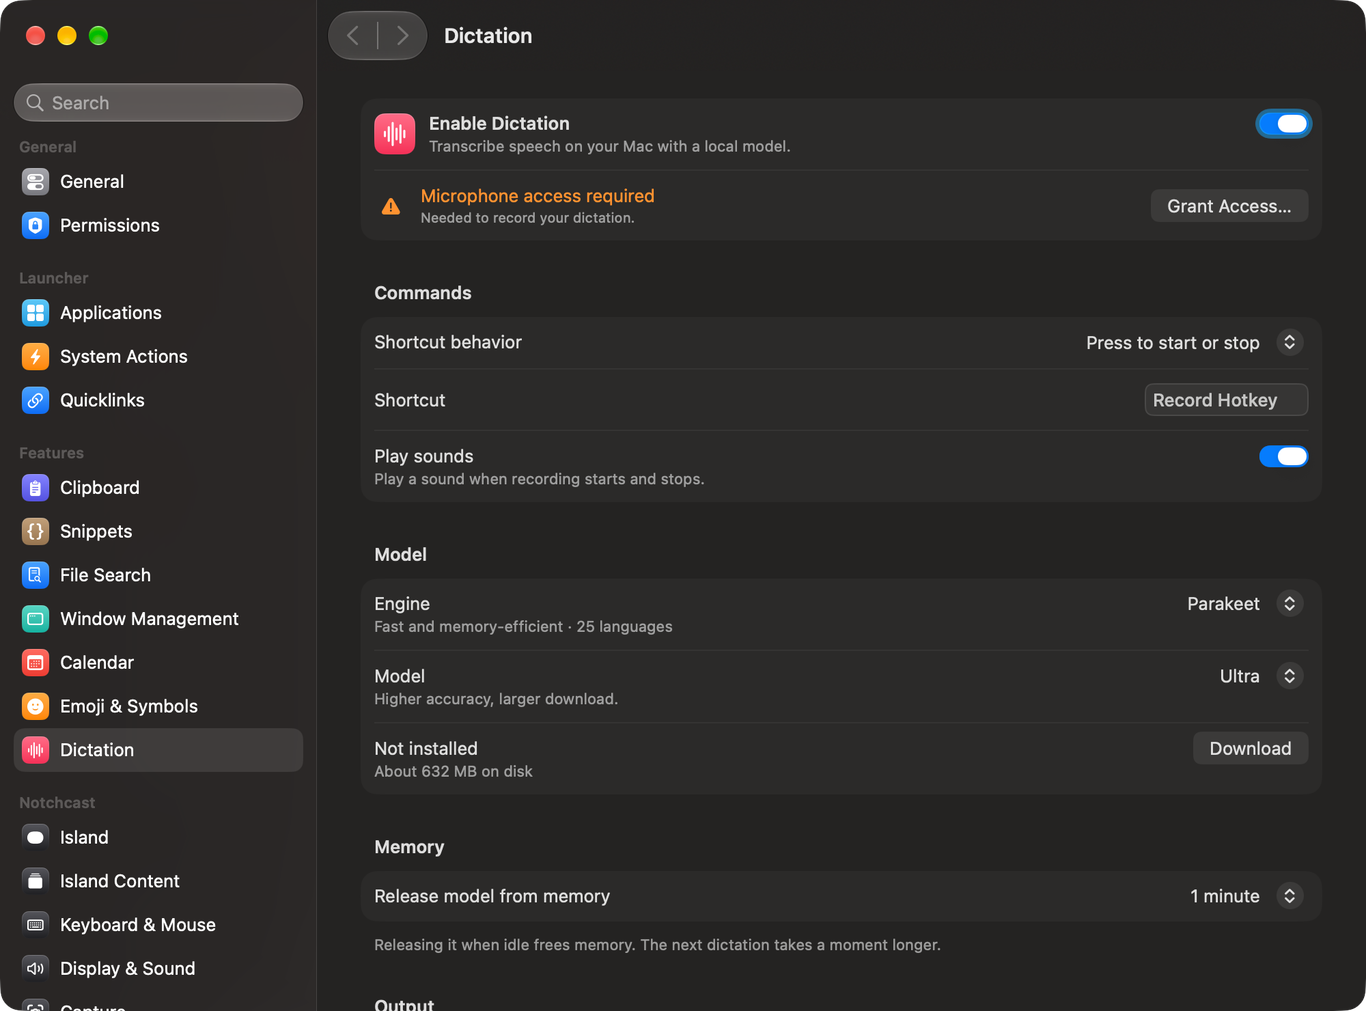 Dictation
Search
General
General
Permissions
Launcher
Applications
System Actions
Quicklinks
Features
Clipboard
Snippets
File Search
Window Management
Calendar
Emoji & Symbols
Dictation
Notchcast
Island
Island Content
Keyboard & Mouse
Display & Sound
Capture
Enable Dictation
Transcribe speech on your Mac with a local model.
Microphone access required
Needed to record your dictation.
Grant Access...
Commands
Shortcut behavior
Press to start or stop
Shortcut
Record Hotkey
Play sounds
Play a sound when recording starts and stops.
Model
Engine
Parakeet
Fast and memory-efficient · 25 languages
Model
Ultra
Higher accuracy, larger download.
Not installed
Download
About 632 MB on disk
Memory
Release model from memory
1 minute
Releasing it when idle frees memory. The next dictation takes a moment longer.
Output